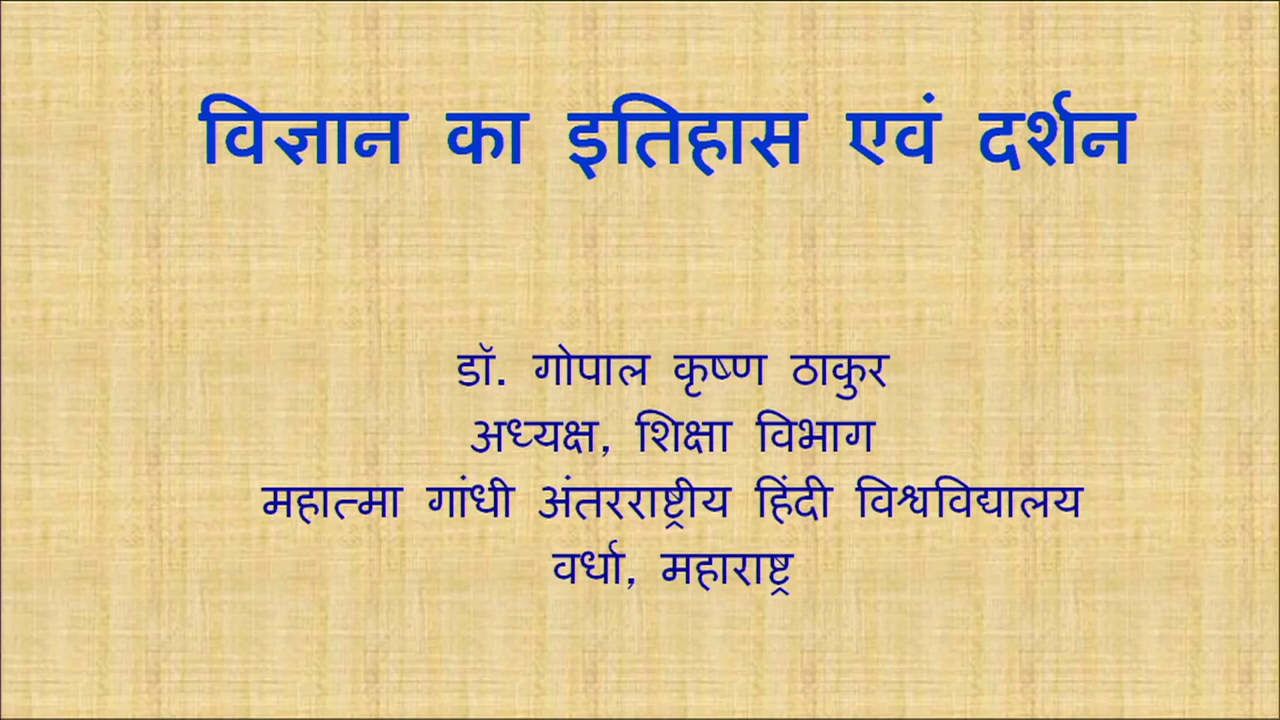 विज्ञान का इतिहास एवं दर्शन
डॉ. गोपाल कृष्ण ठाकुर
अध्यक्ष, शिक्षा विभाग
महात्मा गांधी अंतरराष्ट्रीय हिंदी विश्वविद्यालय
वर्धा, महाराष्ट्र